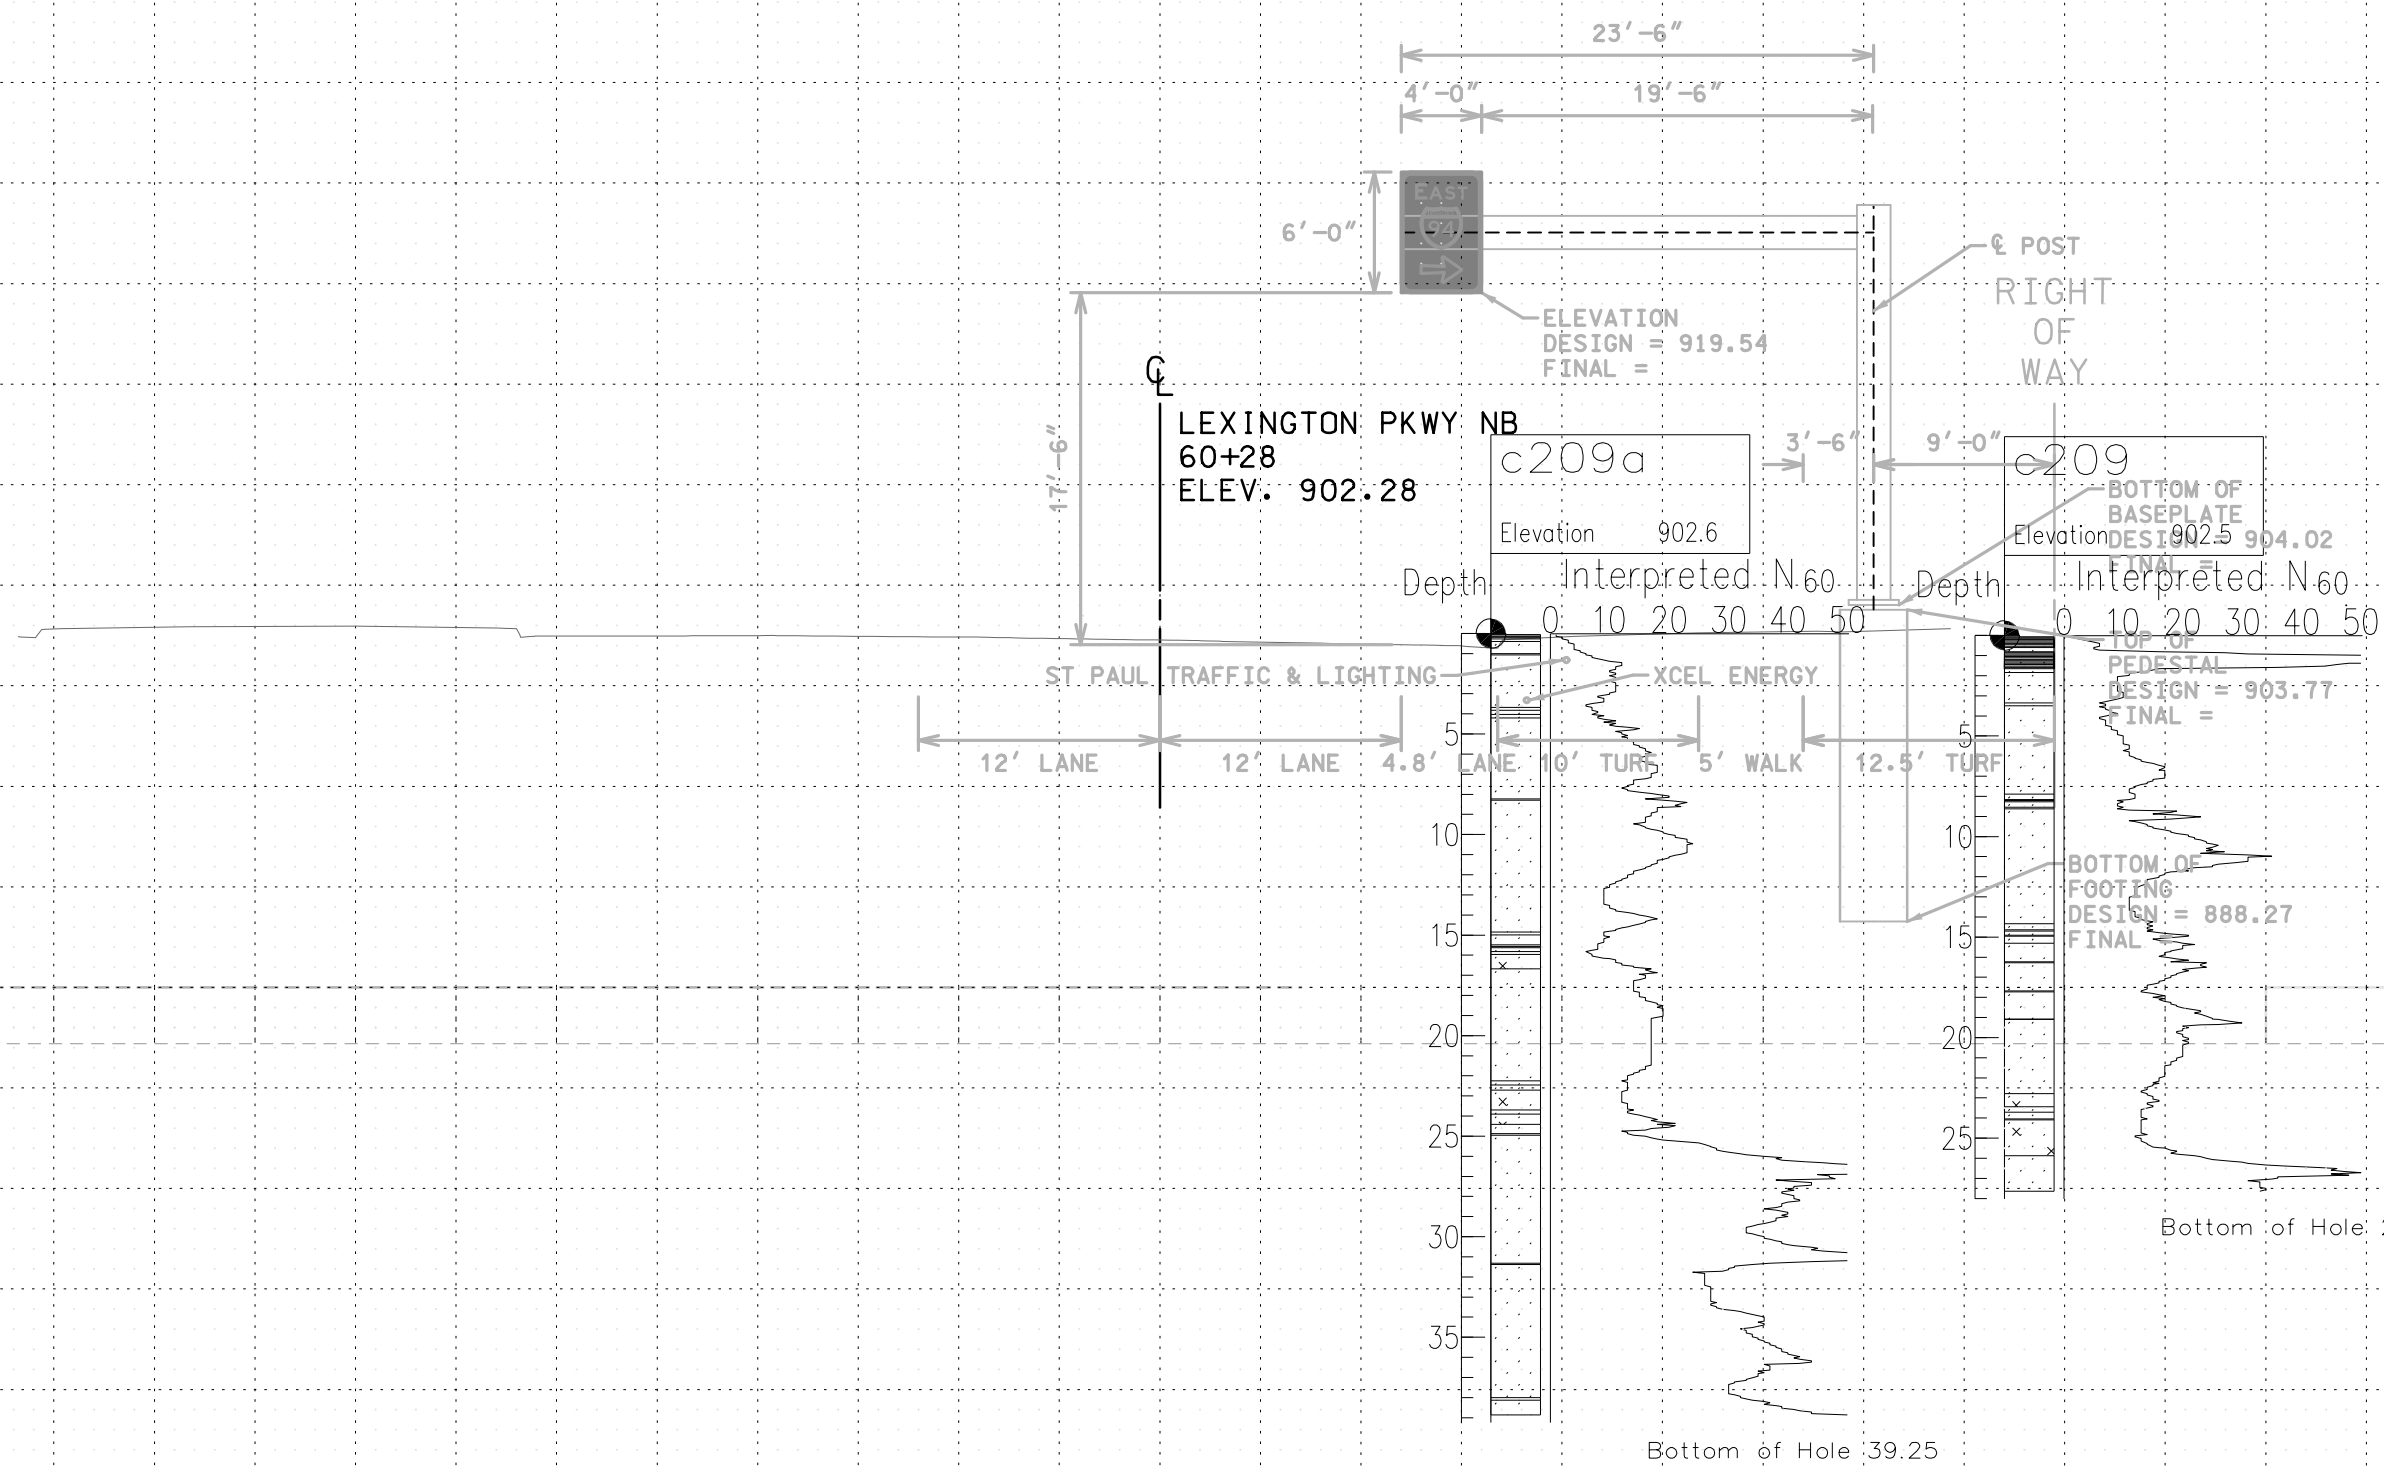 23'-6"
4'-0"
19'-6"
EAST
94
6'-0"
℄ POST
RIGHT
OF
WAY
ELEVATION
DESIGN = 919.54
FINAL =
℄
LEXINGTON PKWY NB
60+28
ELEV. 902.28
17'-6"
3'-6"
9'-0"
c209a
Elevation 902.6
c209
Elevation 902.5
BOTTOM OF
BASEPLATE
DESIGN = 904.02
FINAL =
Depth
Interpreted N60
0 10 20 30 40 50
Depth
Interpreted N60
0 10 20 30 40 50
TOP OF
PEDESTAL
DESIGN = 903.77
FINAL =
ST PAUL TRAFFIC & LIGHTING
XCEL ENERGY
12' LANE
12' LANE
4.8' LANE
10' TURF
5' WALK
12.5' TURF
BOTTOM OF
FOOTING
DESIGN = 888.27
FINAL =
5
10
15
20
25
30
35
5
10
15
20
25
Bottom of Hole 39.25
Bottom of Hole